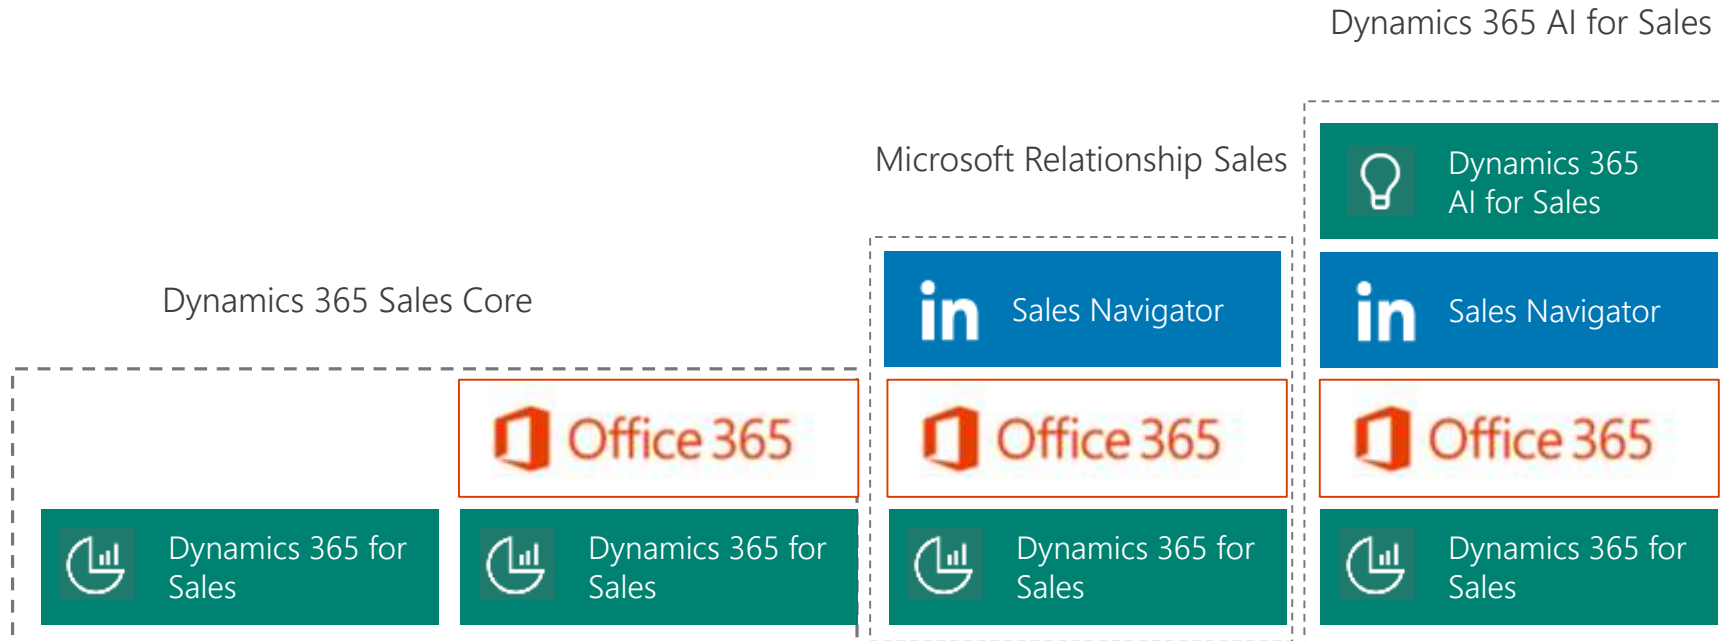 Dynamics 365 AI for Sales
Microsoft Relationship Sales
Dynamics 365 Sales Core
Dynamics 365
AI for Sales
in Sales Navigator
in Sales Navigator
Office 365
Office 365
Office 365
Dynamics 365 for
Sales
Dynamics 365 for
Sales
Dynamics 365 for
Sales
Dynamics 365 for
Sales